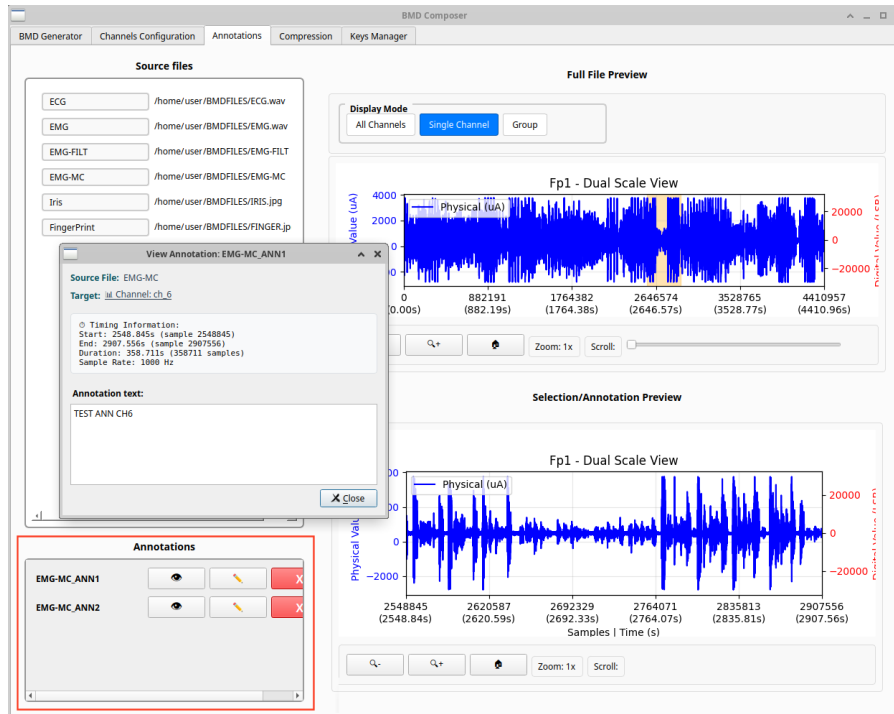 BMD Composer
BMD Generator Channels Configuration Annotations Compression Keys Manager
Source files
ECG /home/user/BMDFILES/ECG.wav
EMG /home/user/BMDFILES/EMG.wav
EMG-FILT /home/user/BMDFILES/EMG-FILT
EMG-MC /home/user/BMDFILES/EMG-MC
Iris /home/user/BMDFILES/IRIS.jpg
FingerPrint /home/user/BMDFILES/FINGER.jp
View Annotation: EMG-MC_ANN1
Source File: EMG-MC
Target: Channel: ch_6
Timing Information:
Start: 2548.845s (sample 2548845)
End: 2907.556s (sample 2907556)
Duration: 358.711s (358711 samples)
Sample Rate: 1000 Hz
Annotation text:
TEST ANN CH6
Close
Annotations
EMG-MC_ANN1 X
EMG-MC_ANN2 X
Full File Preview
Display Mode
All Channels Single Channel Group
Fp1 - Dual Scale View
Physical (uA)
Value (uA)
4000
2000
0
20000
0
−20000
Digital Value (LSB)
0 882191 1764382 2646574 3528765 4410957
(882.19s) (1764.38s) (2646.57s) (3528.77s) (4410.96s)
Zoom: 1x Scroll:
Selection/Annotation Preview
Fp1 - Dual Scale View
Physical (uA)
0
−2000
20000
0
−20000
2548845 2620587 2692329 2764071 2835813 2907556
(2548.84s) (2620.59s) (2692.33s) (2764.07s) (2835.81s) (2907.56s)
Samples | Time (s)
Zoom: 1x Scroll: